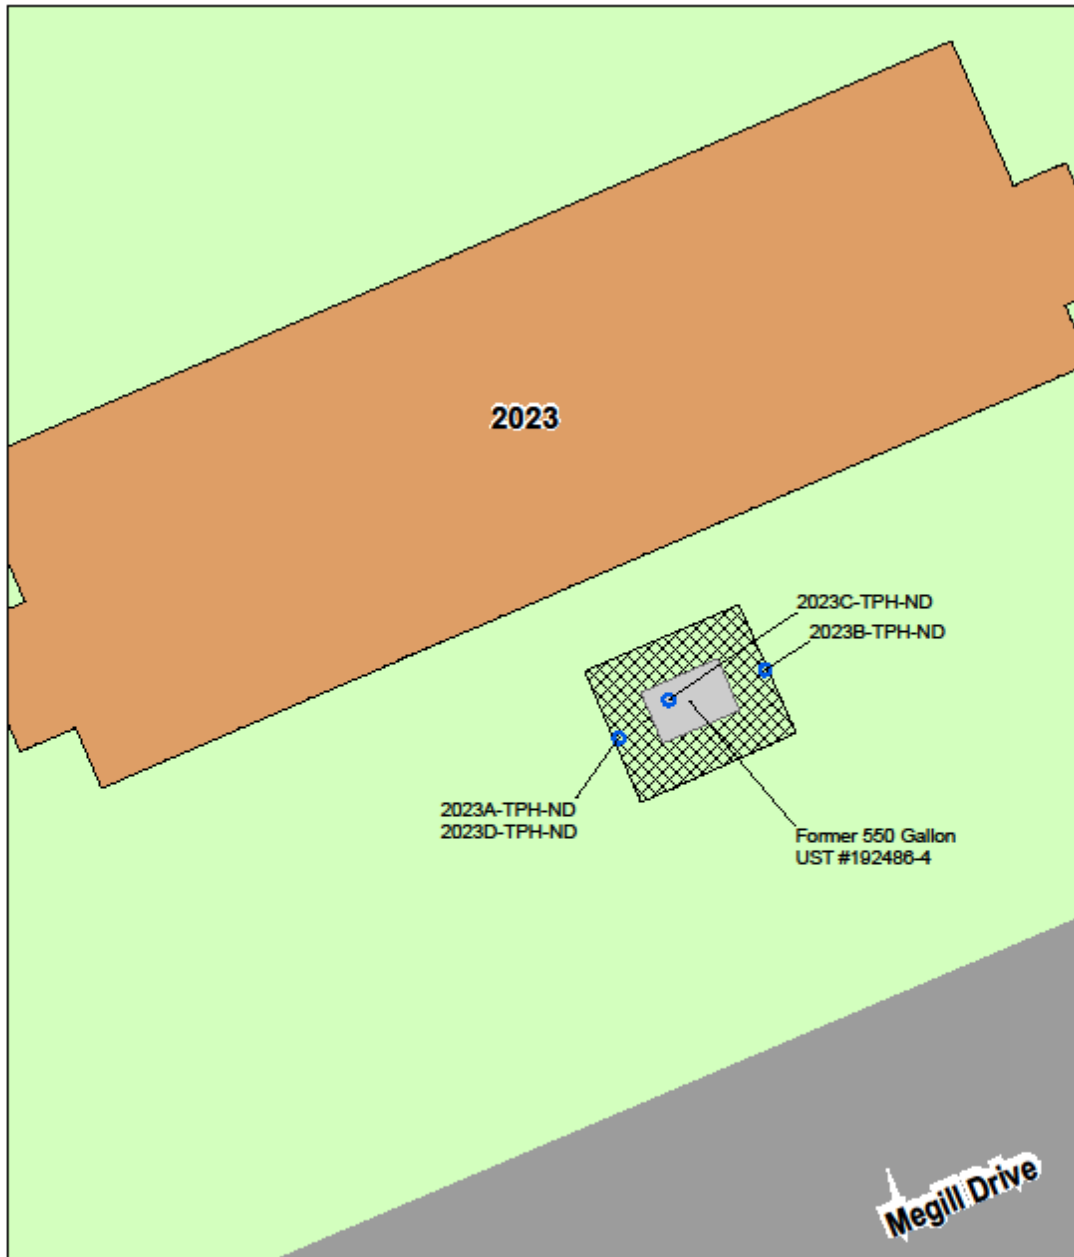 2023
2023C-TPH-ND
2023B-TPH-ND
2023A-TPH-ND
2023D-TPH-ND
Former 550 Gallon
UST #192486-4
Megill Drive